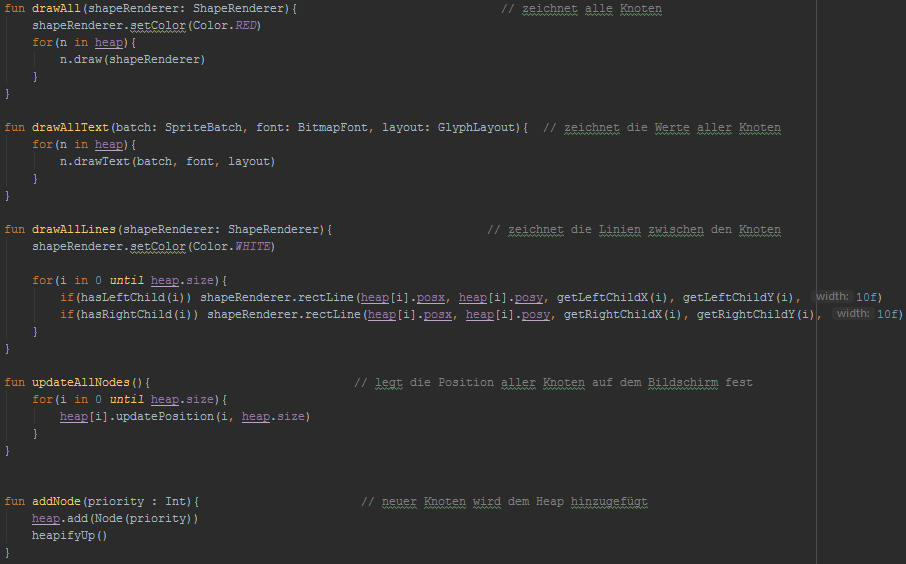 fun drawAll(shapeRenderer: ShapeRenderer){ // zeichnet alle Knoten
shapeRenderer.setColor(Color.RED)
for(n in heap){
n.draw(shapeRenderer)
}
}
fun drawAllText(batch: SpriteBatch, font: BitmapFont, layout: GlyphLayout){ // zeichnet die Werte aller Knoten
for(n in heap){
n.drawText(batch, font, layout)
}
}
fun drawAllLines(shapeRenderer: ShapeRenderer){ // zeichnet die Linien zwischen den Knoten
shapeRenderer.setColor(Color.WHITE)
for(i in 0 until heap.size){
if(hasLeftChild(i)) shapeRenderer.rectLine(heap[i].posx, heap[i].posy, getLeftChildX(i), getLeftChildY(i), width: 10f)
if(hasRightChild(i)) shapeRenderer.rectLine(heap[i].posx, heap[i].posy, getRightChildX(i), getRightChildY(i), width: 10f)
}
}
fun updateAllNodes(){ // legt die Position aller Knoten auf dem Bildschirm fest
for(i in 0 until heap.size){
heap[i].updatePosition(i, heap.size)
}
}
fun addNode(priority : Int){ // neuer Knoten wird dem Heap hinzugefügt
heap.add(Node(priority))
heapifyUp()
}